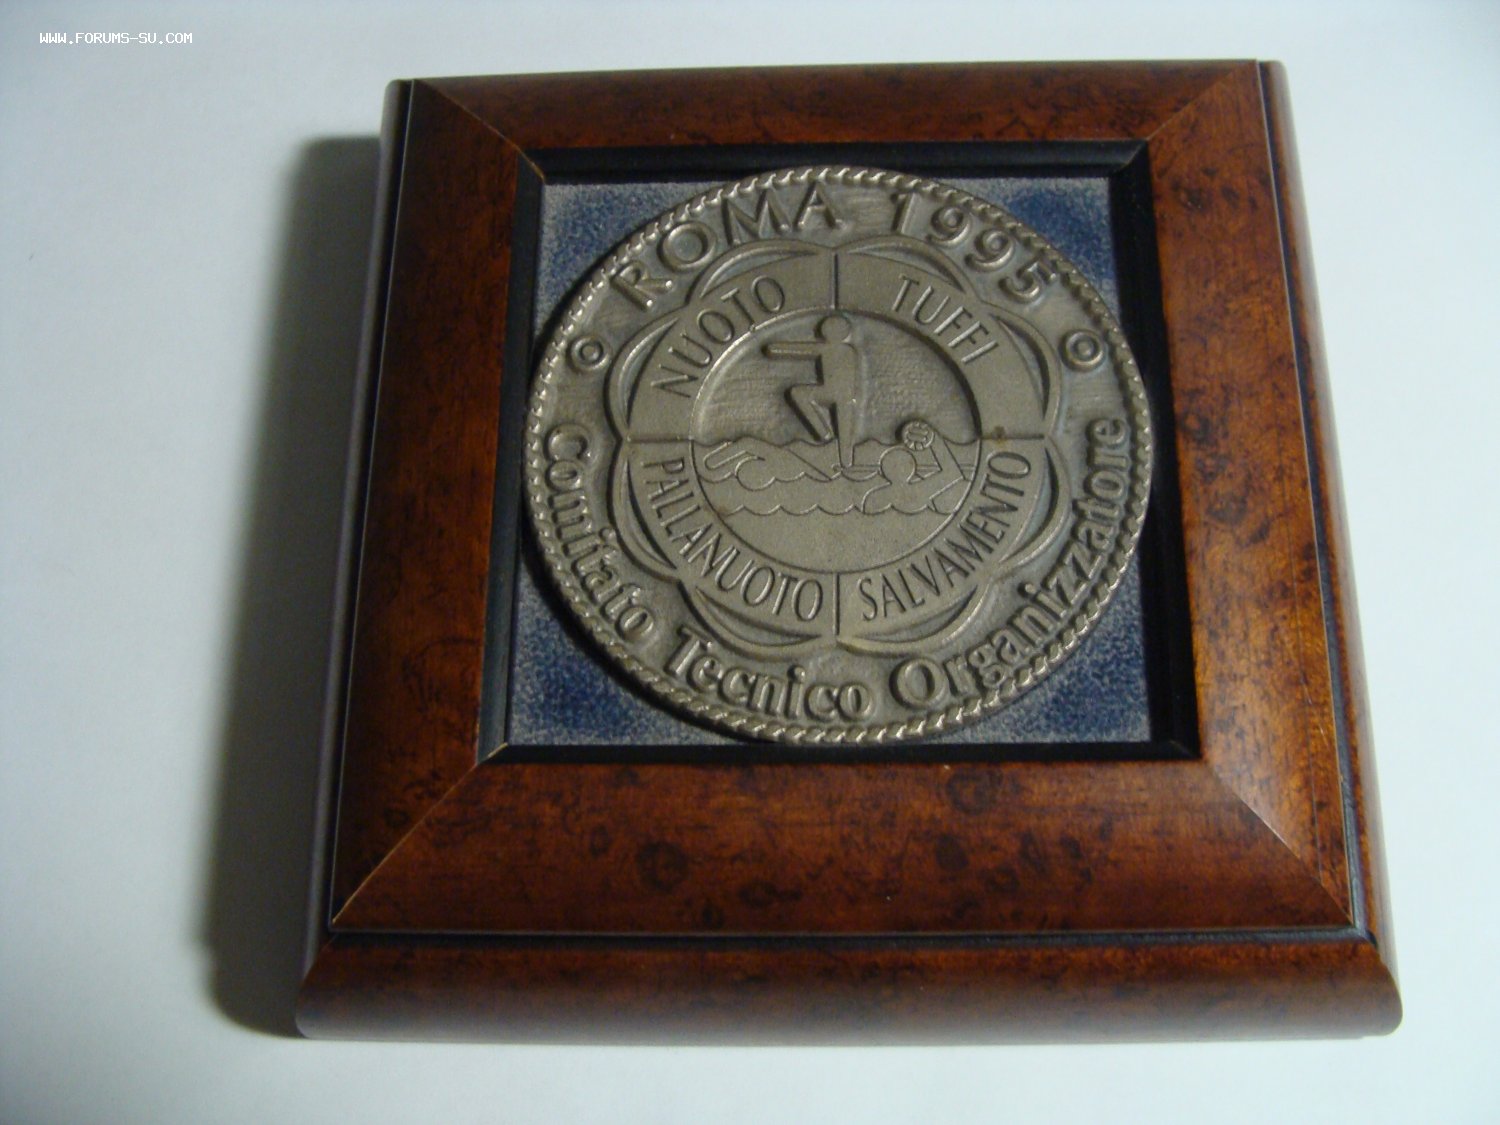 WWW.FORUMS-SU.COM
ROMA 1995
NUOTO
TUFFI
PALLANUOTO
SALVAMENTO
Comitato Tecnico Organizzatore